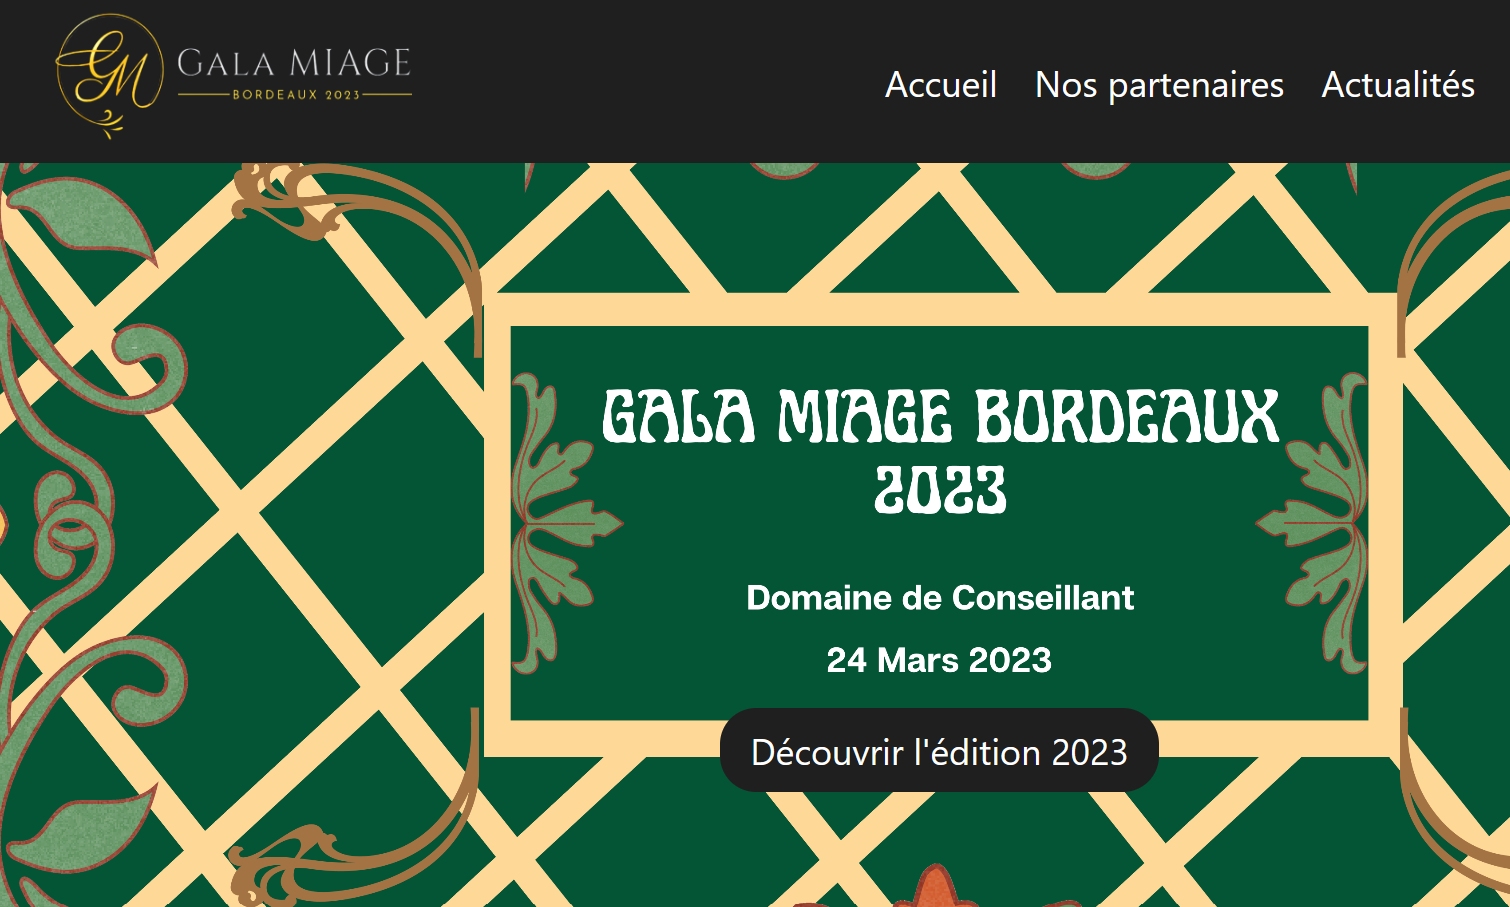 GM
GALA MIAGE
BORDEAUX 2023
Accueil Nos partenaires Actualités
GALA MIAGE BORDEAUX
2023
Domaine de Conseillant
24 Mars 2023
Découvrir l'édition 2023